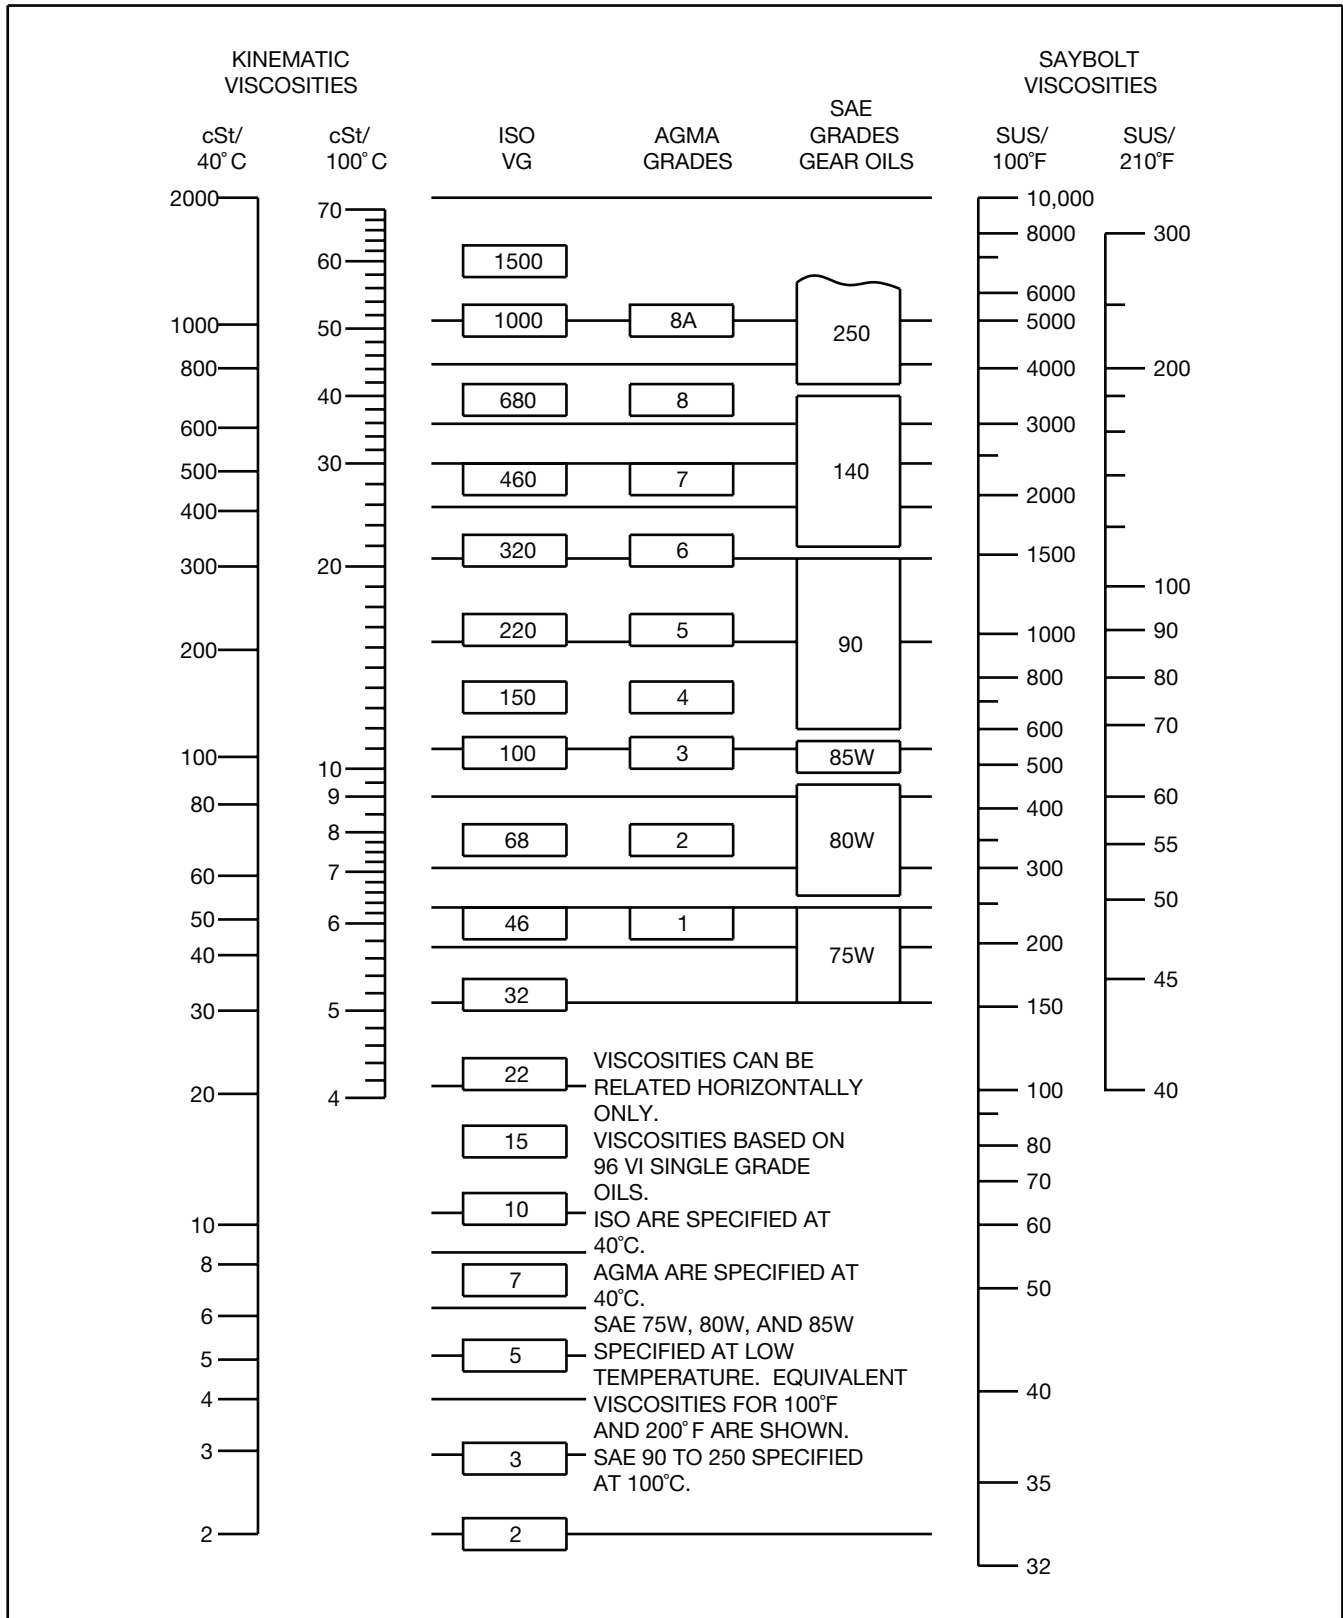 KINEMATIC
VISCOSITIES
SAYBOLT
VISCOSITIES
cSt/
40°C
cSt/
100°C
ISO
VG
AGMA
GRADES
SAE
GRADES
GEAR OILS
SUS/
100°F
SUS/
210°F
2000
1000
800
600
500
400
300
200
100
80
60
50
40
30
20
10
8
6
5
4
3
2
70
60
50
40
30
20
10
9
8
7
6
5
4
1500
1000
680
460
320
220
150
100
68
46
32
22
15
10
7
5
3
2
8A
8
7
6
5
4
3
2
1
250
140
90
85W
80W
75W
VISCOSITIES CAN BE
RELATED HORIZONTALLY
ONLY.
VISCOSITIES BASED ON
96 VI SINGLE GRADE
OILS.
ISO ARE SPECIFIED AT
40°C.
AGMA ARE SPECIFIED AT
40°C.
SAE 75W, 80W, AND 85W
SPECIFIED AT LOW
TEMPERATURE. EQUIVALENT
VISCOSITIES FOR 100°F
AND 200°F ARE SHOWN.
SAE 90 TO 250 SPECIFIED
AT 100°C.
10,000
8000
6000
5000
4000
3000
2000
1500
1000
800
600
500
400
300
200
150
100
80
70
60
50
40
35
32
300
200
100
90
80
70
60
55
50
45
40